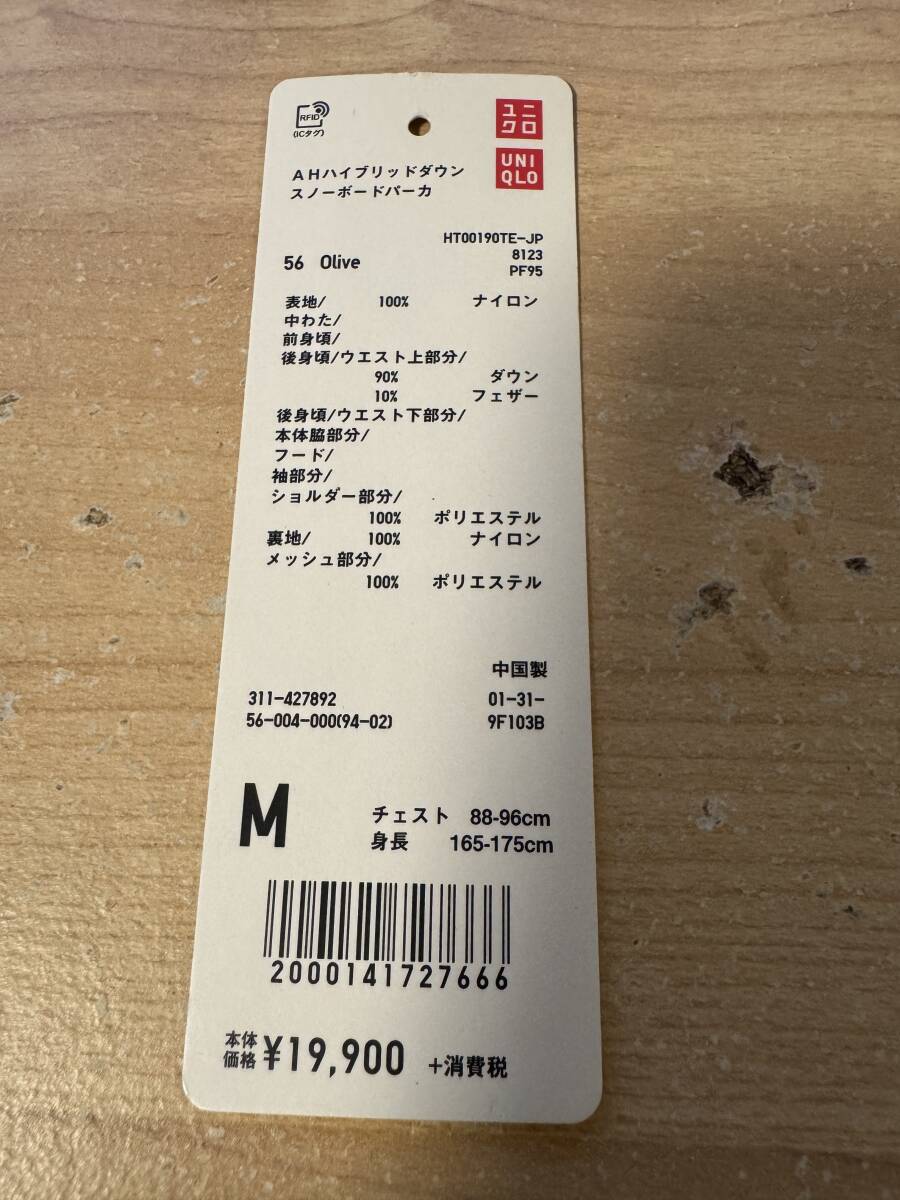 RFID
(ICタグ)
ユニ
クロ
UNI
QLO
AHハイブリッドダウン
スノーボードパーカ
HT00190TE-JP
56 Olive
8123
PF95
表地/ 100% ナイロン
中わた/
前身頃/
後身頃/ウエスト上部分/
90% ダウン
10% フェザー
後身頃/ウエスト下部分/
本体脇部分/
フード/
袖部分/
ショルダー部分/
100% ポリエステル
裏地/ 100% ナイロン
メッシュ部分/
100% ポリエステル
中国製
311-427892 01-31-
56-004-000(94-02) 9F103B
M
チェスト 88-96cm
身長 165-175cm
2000141727666
本体
価格 ¥19,900 +消費税